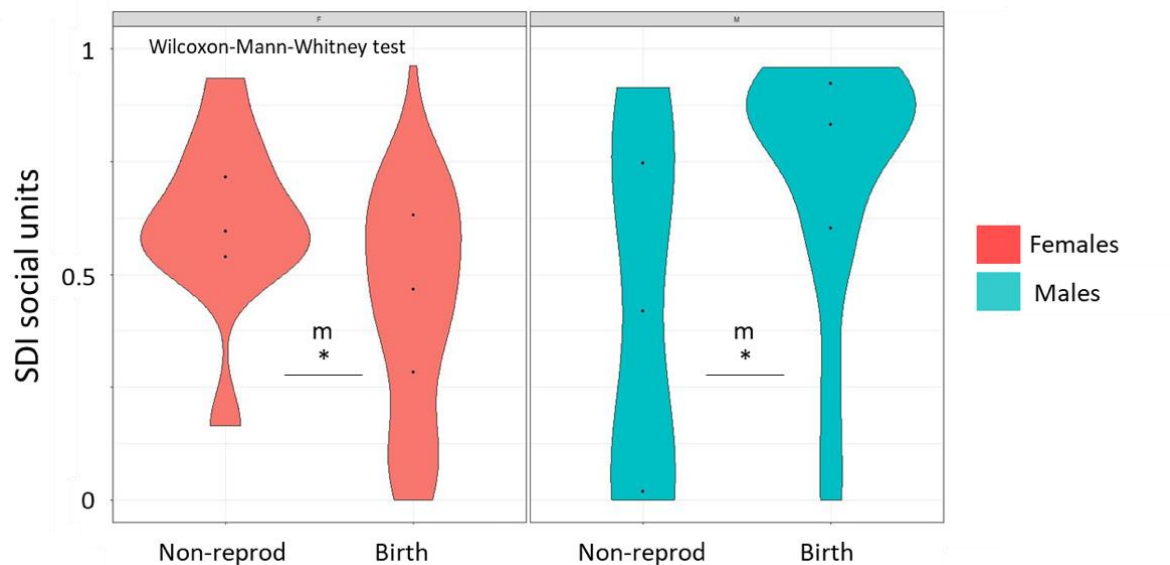 F
M
Wilcoxon-Mann-Whitney test
1
0.5
0
SDI social units
m
*
m
*
Non-reprod
Birth
Non-reprod
Birth
Females
Males